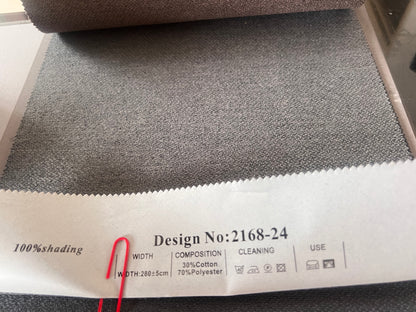 Design No:2168-24
100%shading
WIDTH
COMPOSITION
CLEANING
USE
WIDTH:280±5cm
30%Cotton
70%Polyester